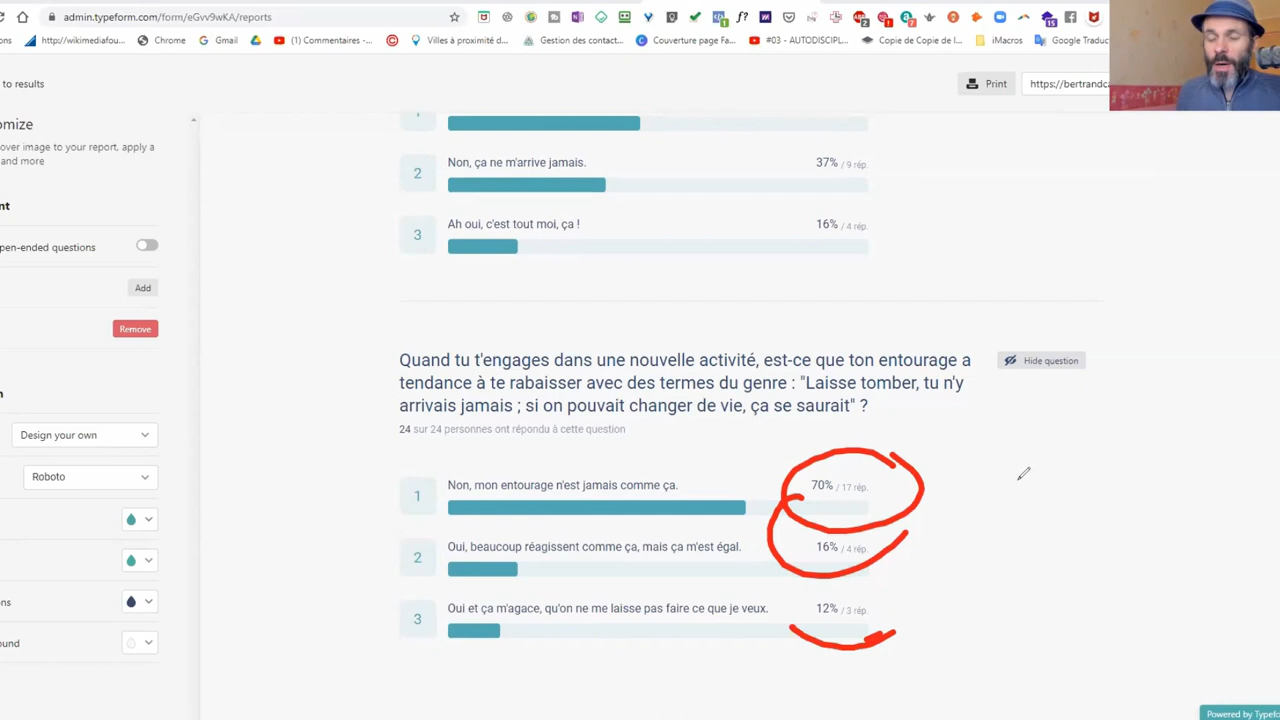 admin.typeform.com/form/eGvv9wKA/reports
ons
http://wikimediafou...
Chrome
Gmail
(1) Commentaires -...
Villes à proximité d...
Gestion des contact...
Couverture page Fa...
#03 - AUTODISCIPL...
Copie de Copie de l...
iMacros
Google Traduc
to results
Print
https://bertrandca
omize
over image to your report, apply a
and more
nt
pen-ended questions
Add
Remove
n
Design your own
Roboto
ons
ound
1
2
Non, ça ne m'arrive jamais.
37% / 9 rép.
3
Ah oui, c'est tout moi, ça !
16% / 4 rép.
Quand tu t'engages dans une nouvelle activité, est-ce que ton entourage a
tendance à te rabaisser avec des termes du genre : "Laisse tomber, tu n'y
arrivais jamais ; si on pouvait changer de vie, ça se saurait" ?
Hide question
24 sur 24 personnes ont répondu à cette question
1
Non, mon entourage n'est jamais comme ça.
70% / 17 rép.
2
Oui, beaucoup réagissent comme ça, mais ça m'est égal.
16% / 4 rép.
3
Oui et ça m'agace, qu'on ne me laisse pas faire ce que je veux.
12% / 3 rép.
Powered by Typefo